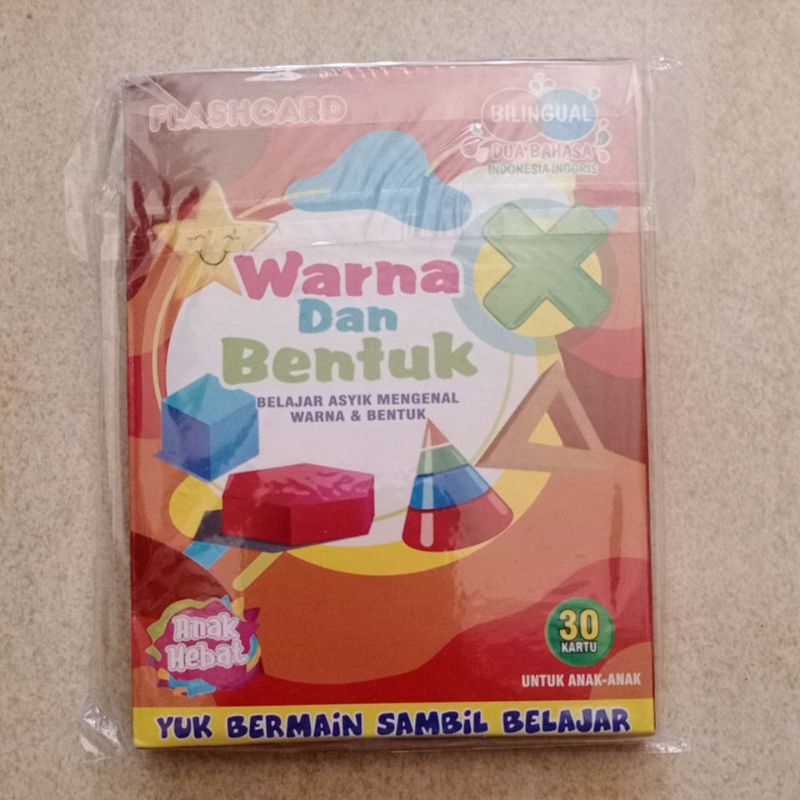 FLASHCARD
BILINGUAL
DUA BAHASA
INDONESIA-INGGRIS
Warna
Dan
Bentuk
BELAJAR ASYIK MENGENAL
WARNA & BENTUK
Anak
Hebat
30
KARTU
UNTUK ANAK-ANAK
YUK BERMAIN SAMBIL BELAJAR